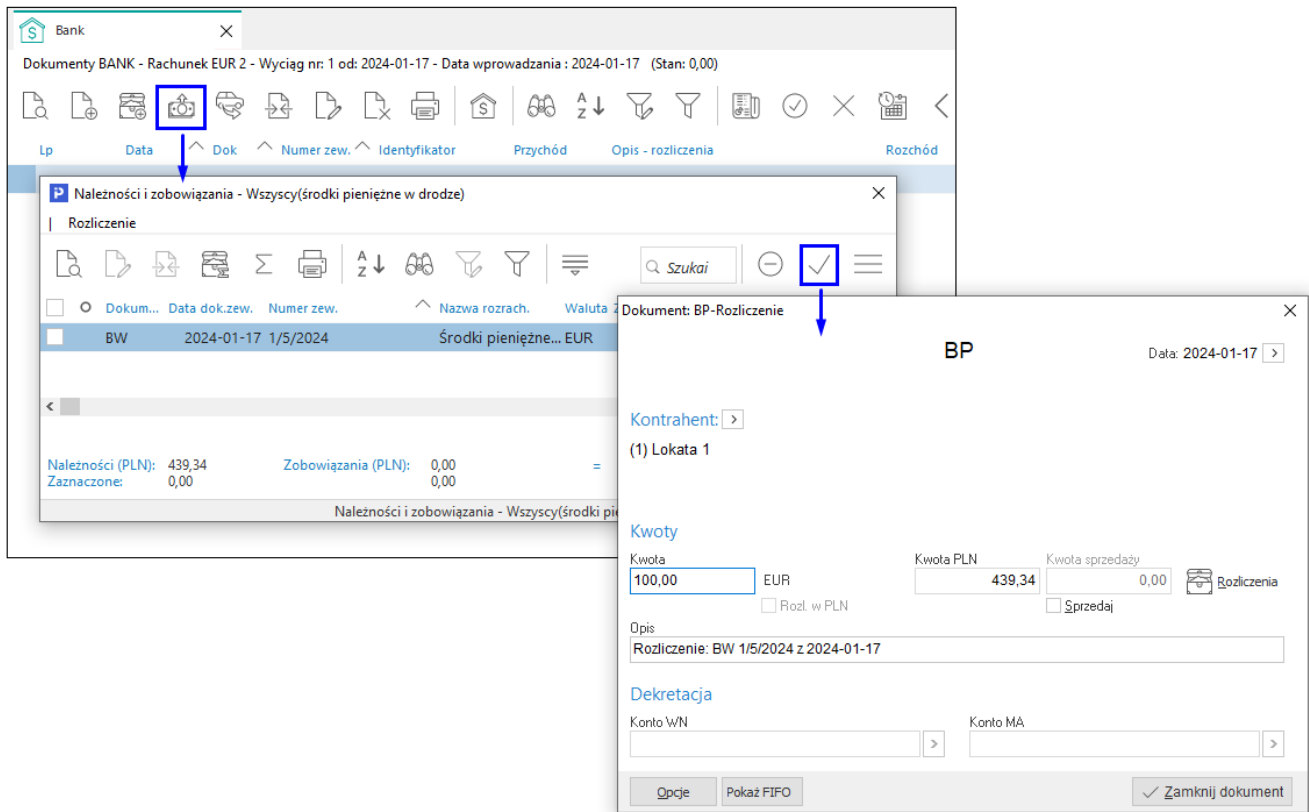 Bank
Dokumenty BANK - Rachunek EUR 2 - Wyciąg nr: 1 od: 2024-01-17 - Data wprowadzania : 2024-01-17 (Stan: 0,00)
Lp Data Dok Numer zew. Identyfikator Przychód Opis - rozliczenia Rozchód
Należności i zobowiązania - Wszyscy(środki pieniężne w drodze)
| Rozliczenie
Szukai
Dokum... Data dok.zew. Numer zew. Nazwa rozrach. Waluta
BW 2024-01-17 1/5/2024 Środki pieniężne... EUR
Należności (PLN): 439,34 Zobowiązania (PLN): 0,00 =
Zaznaczone: 0,00 0,00
Należności i zobowiązania - Wszyscy(środki
Dokument: BP-Rozliczenie
BP
Data: 2024-01-17
Kontrahent:
(1) Lokata 1
Kwoty
Kwota Kwota PLN Kwota sprzedaży
100,00 EUR 439,34 0,00 Rozliczenia
Rozl. w PLN Sprzedaj
Opis
Rozliczenie: BW 1/5/2024 z 2024-01-17
Dekretacja
Konto WN Konto MA
Opcje Pokaż FIFO Zamknij dokument